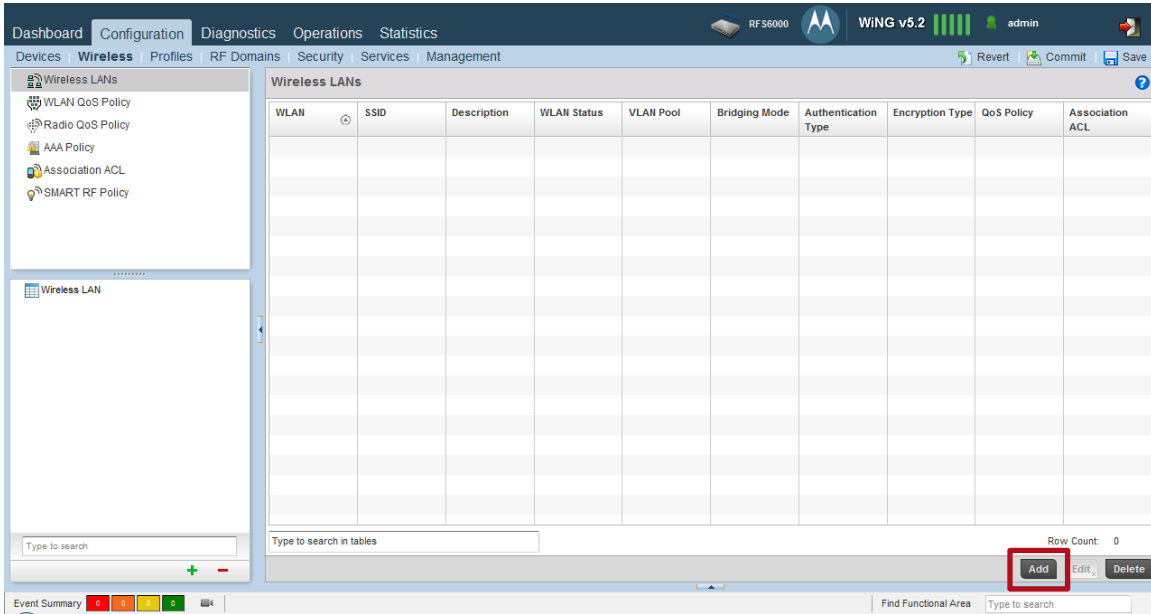 RFS6000 WiNG v5.2 admin
Dashboard Configuration Diagnostics Operations Statistics
Devices Wireless Profiles RF Domains Security Services Management Revert Commit Save
Wireless LANs
WLAN QoS Policy
Radio QoS Policy
AAA Policy
Association ACL
SMART RF Policy
Wireless LAN
Type to search
Wireless LANs
WLAN SSID Description WLAN Status VLAN Pool Bridging Mode Authentication Encryption Type QoS Policy Association
Type ACL
Type to search in tables Row Count: 0
Add Edit Delete
Event Summary 0 0 0 0 Find Functional Area Type to search